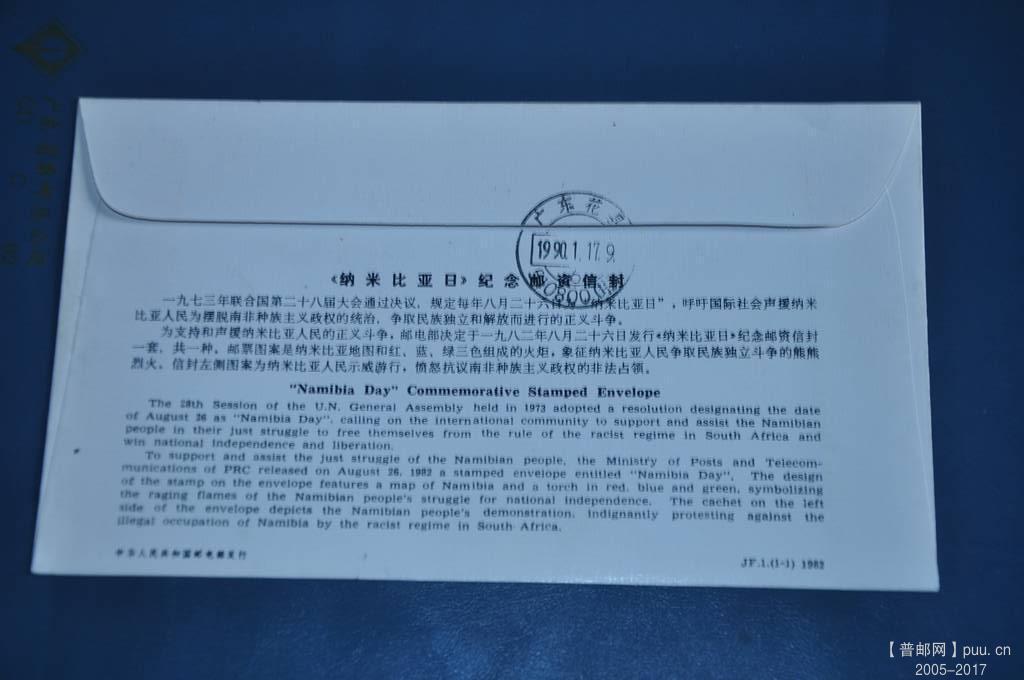 广东花
1990.1.17.9
《纳米比亚日》纪念邮资信封
一九七三年联合国第二十八届大会通过决议，规定每年八月二十六日为“纳米比亚日”，呼吁国际社会声援纳米
比亚人民为摆脱南非种族主义政权的统治，争取民族独立和解放而进行的正义斗争。
为支持和声援纳米比亚人民的正义斗争，邮电部决定于一九八二年八月二十六日发行《纳米比亚日》纪念邮资信封
一套，共一种，邮票图案是纳米比亚地图和红、蓝、绿三色组成的火炬，象征纳米比亚人民争取民族独立斗争的熊熊
烈火。信封左侧图案为纳米比亚人民示威游行，愤怒抗议南非种族主义政权的非法占领。
"Namibia Day" Commemorative Stamped Envelope
The 28th Session of the U.N. General Assembly held in 1973 adopted a resolution designating the date
of August 26 as "Namibia Day", calling on the international community to support and assist the Namibian
people in their just struggle to free themselves from the rule of the racist regime in South Africa and
win national independence and liberation.
To support and assist the just struggle of the Namibian people, the Ministry of Posts and Telecom-
munications of PRC released on August 26, 1982 a stamped envelope entitled "Namibia Day". The design
of the stamp on the envelope features a map of Namibia and a torch in red, blue and green, symbolizing
the raging flames of the Namibian people's struggle for national independence. The cachet on the left
side of the envelope depicts the Namibian people's demonstration, indignantly protesting against the
illegal occupation of Namibia by the racist regime in South Africa.
中华人民共和国邮电部发行
JF.1.(1-1) 1982
【普邮网】puu.cn
2005-2017